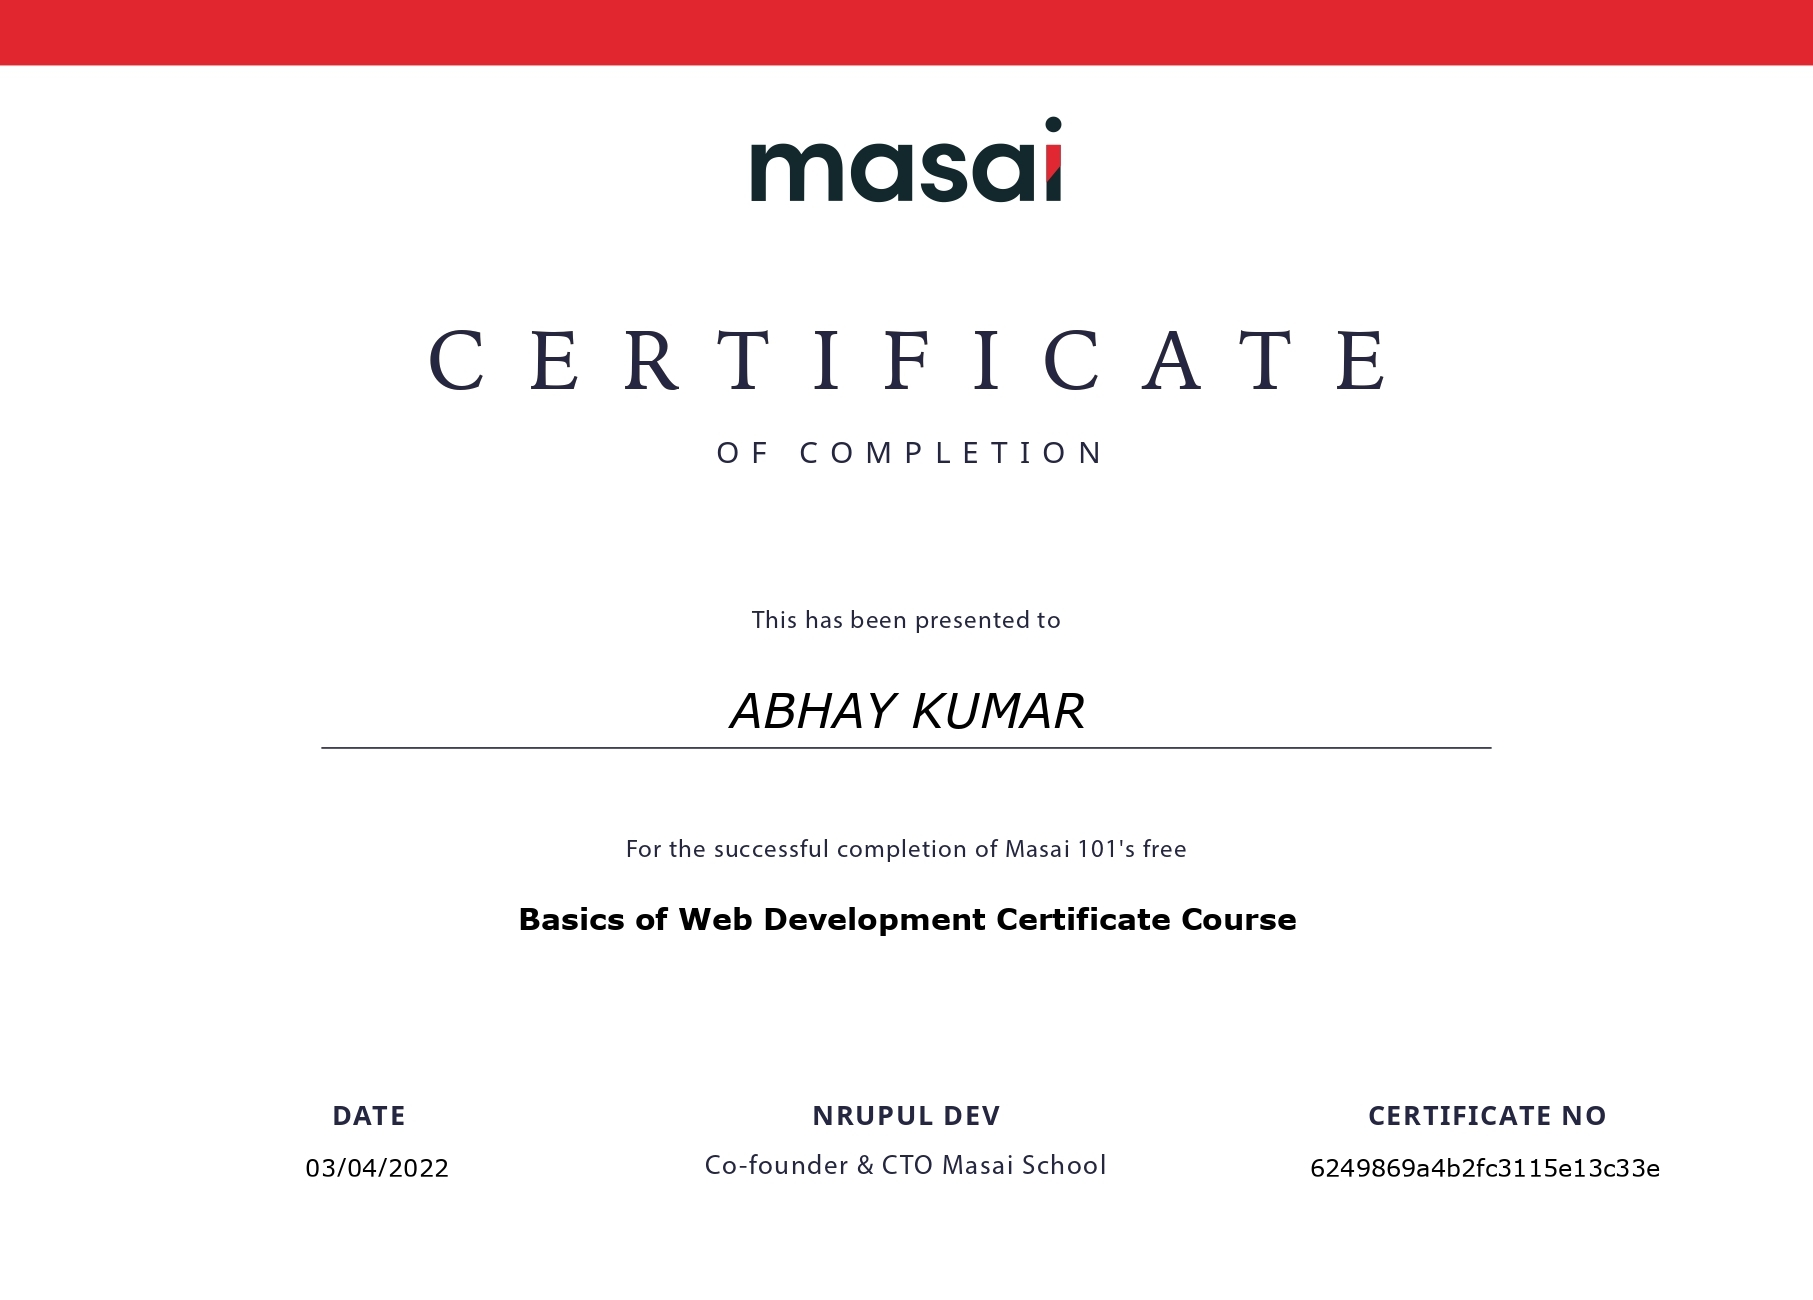 masai
CERTIFICATE
OF COMPLETION
This has been presented to
ABHAY KUMAR
For the successful completion of Masai 101's free
Basics of Web Development Certificate Course
DATE
03/04/2022
NRUPUL DEV
Co-founder & CTO Masai School
CERTIFICATE NO
6249869a4b2fc3115e13c33e